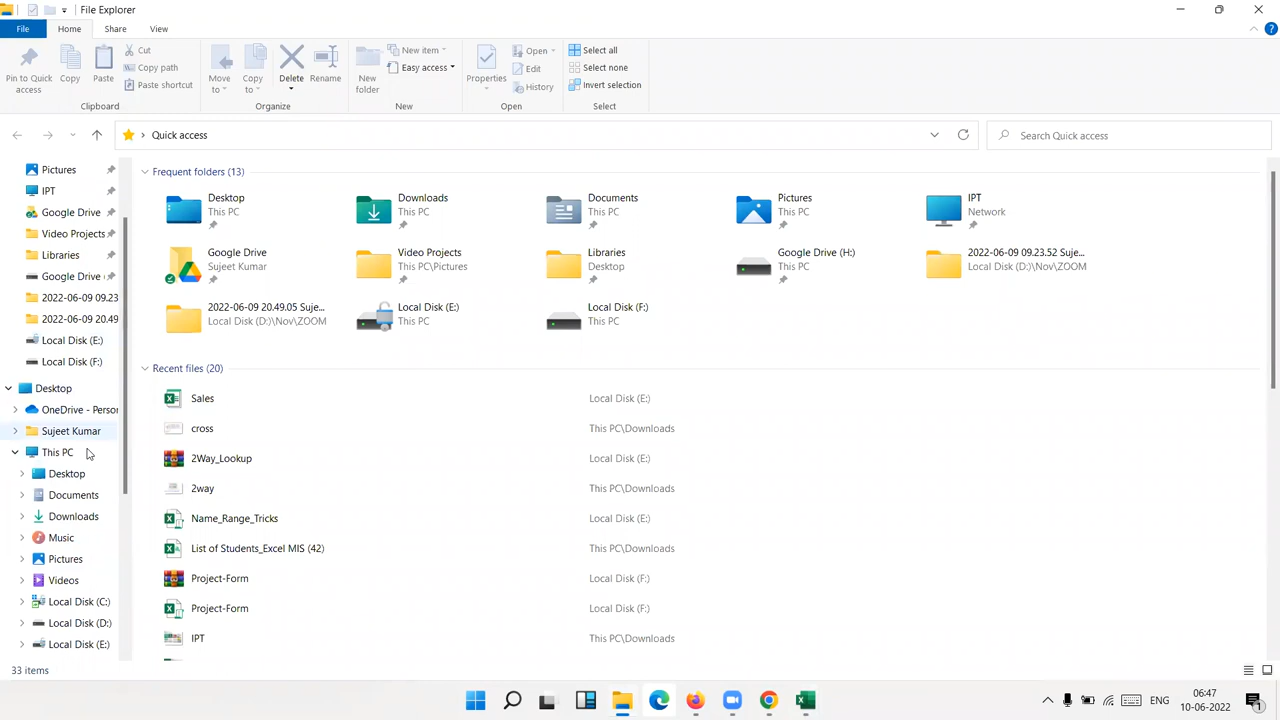 File Explorer
File Home Share View
Pin to Quick access
Copy
Paste
Cut
Copy path
Paste shortcut
Clipboard
Move to
Copy to
Delete
Rename
Organize
New folder
New item
Easy access
New
Properties
Open
Edit
History
Open
Select all
Select none
Invert selection
Select
Quick access
Search Quick access
Pictures
IPT
Google Drive
Video Projects
Libraries
Google Drive
2022-06-09 09.23
2022-06-09 20.49
Local Disk (E:)
Local Disk (F:)
Desktop
OneDrive - Person
Sujeet Kumar
This PC
Desktop
Documents
Downloads
Music
Pictures
Videos
Local Disk (C:)
Local Disk (D:)
Local Disk (E:)
Frequent folders (13)
Desktop
This PC
Downloads
This PC
Documents
This PC
Pictures
This PC
IPT
Network
Google Drive
Sujeet Kumar
Video Projects
This PC\Pictures
Libraries
Desktop
Google Drive (H:)
This PC
2022-06-09 09.23.52 Suje...
Local Disk (D:)\Nov\ZOOM
2022-06-09 20.49.05 Suje...
Local Disk (D:)\Nov\ZOOM
Local Disk (E:)
This PC
Local Disk (F:)
This PC
Recent files (20)
Sales Local Disk (E:)
cross This PC\Downloads
2Way_Lookup Local Disk (E:)
2way This PC\Downloads
Name_Range_Tricks Local Disk (E:)
List of Students_Excel MIS (42) This PC\Downloads
Project-Form Local Disk (F:)
Project-Form Local Disk (F:)
IPT This PC\Downloads
33 items
ENG
06:47
10-06-2022
1